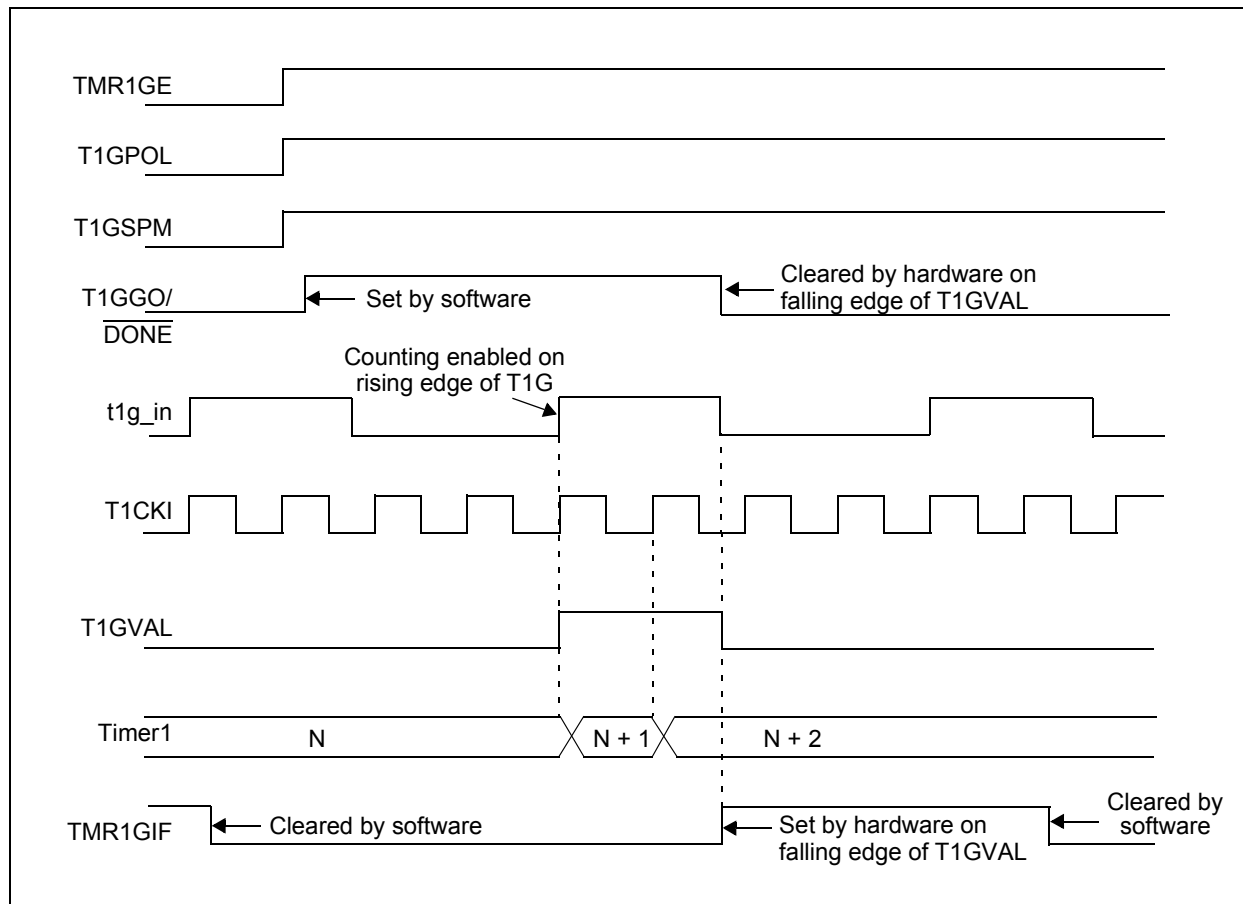 TMR1GE
T1GPOL
T1GSPM
T1GGO/
DONE
Set by software
Cleared by hardware on
falling edge of T1GVAL
Counting enabled on
rising edge of T1G
t1g_in
T1CKI
T1GVAL
Timer1
N
N + 1
N + 2
TMR1GIF
Cleared by software
Set by hardware on
falling edge of T1GVAL
Cleared by
software